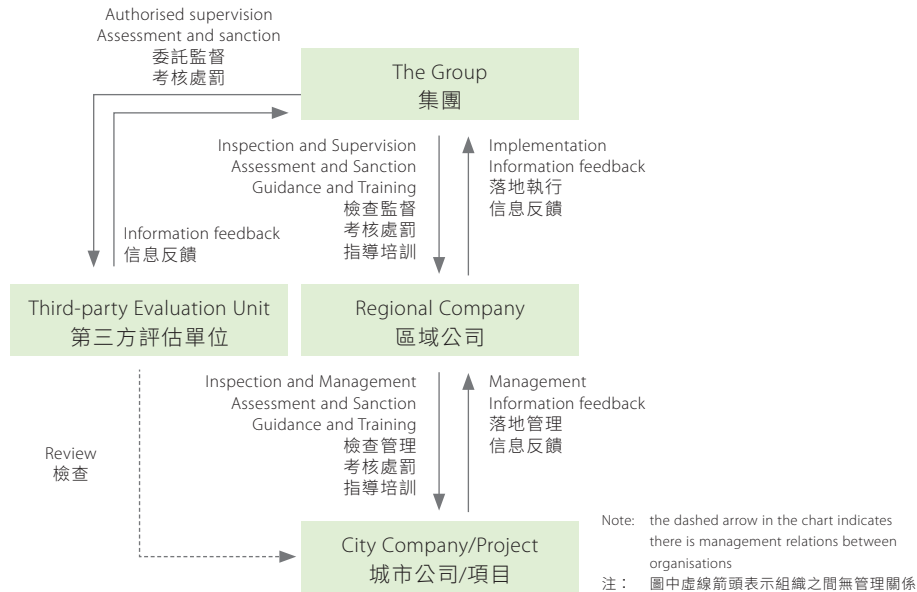 Authorised supervision
Assessment and sanction
委託監督
考核處罰
The Group
集團
Inspection and Supervision
Assessment and Sanction
Guidance and Training
檢查監督
考核處罰
指導培訓
Implementation
Information feedback
落地執行
信息反饋
Information feedback
信息反饋
Third-party Evaluation Unit
第三方評估單位
Regional Company
區域公司
Inspection and Management
Assessment and Sanction
Guidance and Training
檢查管理
考核處罰
指導培訓
Management
Information feedback
落地管理
信息反饋
Review
檢查
City Company/Project
城市公司/項目
Note: the dashed arrow in the chart indicates
there is management relations between
organisations
注： 圖中虛線箭頭表示組織之間無管理關係